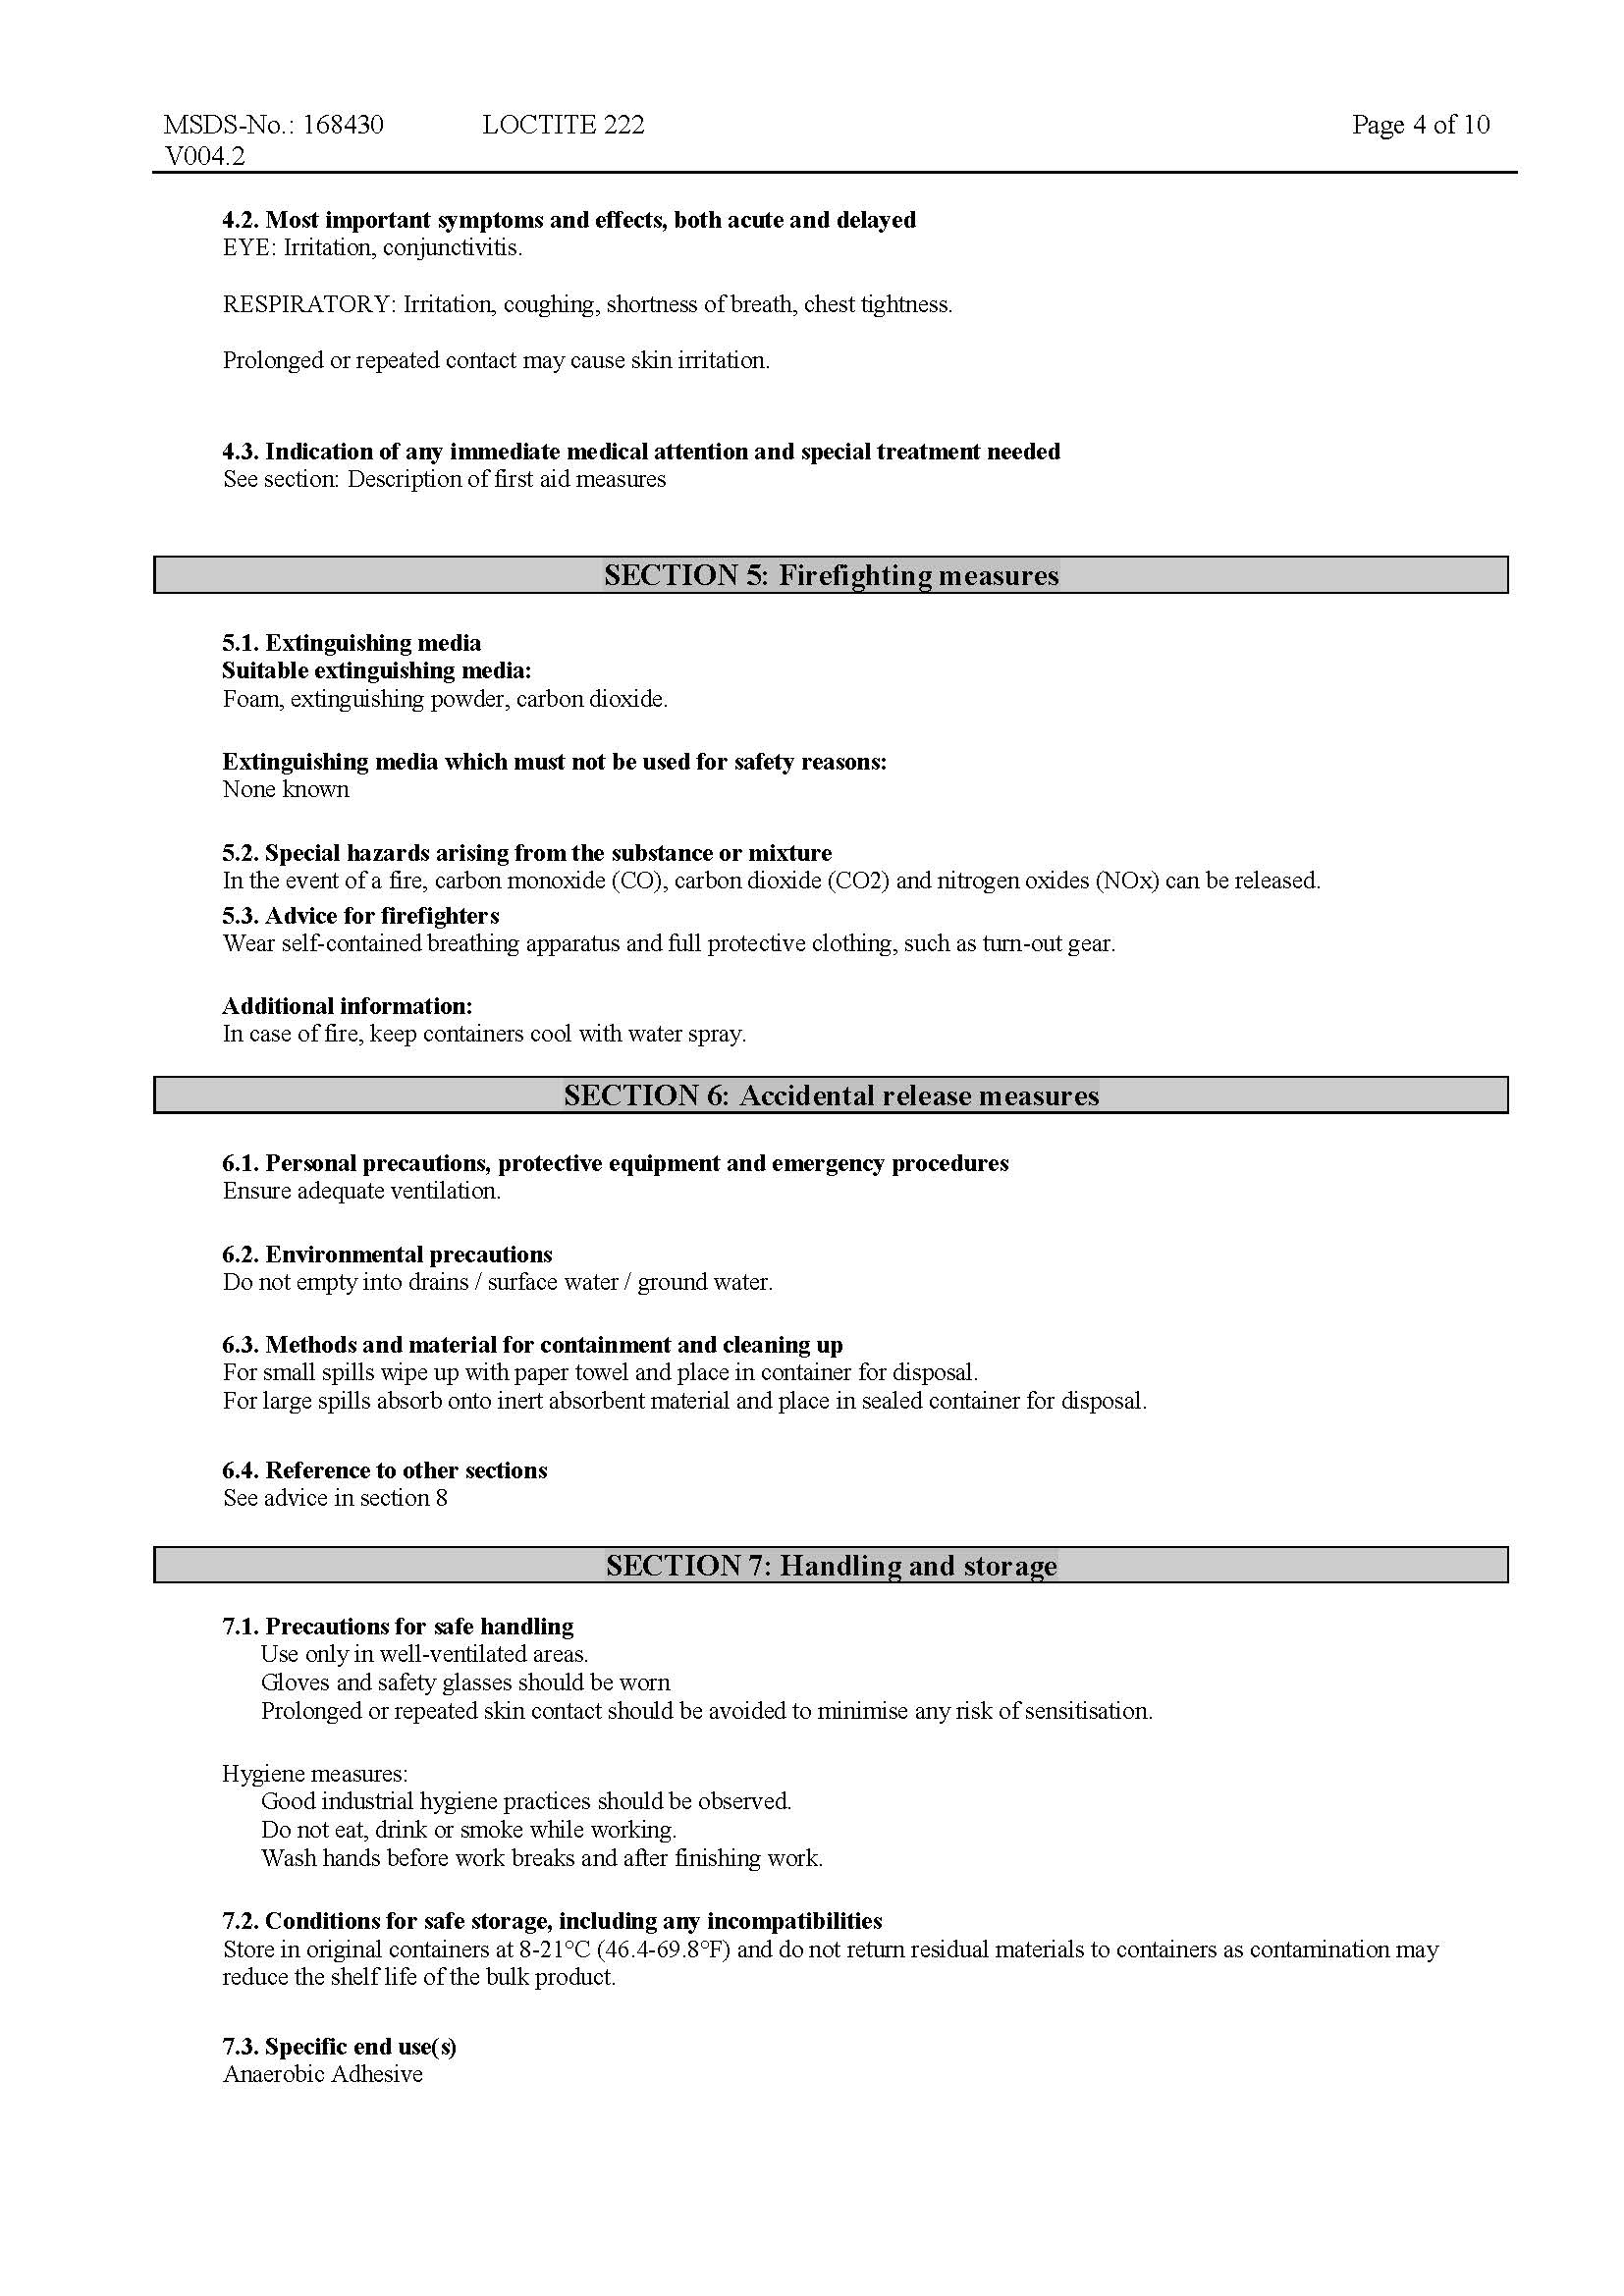 MSDS-No.: 168430 LOCTITE 222 Page 4 of 10
V004.2
4.2. Most important symptoms and effects, both acute and delayed
EYE: Irritation, conjunctivitis.
RESPIRATORY: Irritation, coughing, shortness of breath, chest tightness.
Prolonged or repeated contact may cause skin irritation.
4.3. Indication of any immediate medical attention and special treatment needed
See section: Description of first aid measures
SECTION 5: Firefighting measures
5.1. Extinguishing media
Suitable extinguishing media:
Foam, extinguishing powder, carbon dioxide.
Extinguishing media which must not be used for safety reasons:
None known
5.2. Special hazards arising from the substance or mixture
In the event of a fire, carbon monoxide (CO), carbon dioxide (CO2) and nitrogen oxides (NOx) can be released.
5.3. Advice for firefighters
Wear self-contained breathing apparatus and full protective clothing, such as turn-out gear.
Additional information:
In case of fire, keep containers cool with water spray.
SECTION 6: Accidental release measures
6.1. Personal precautions, protective equipment and emergency procedures
Ensure adequate ventilation.
6.2. Environmental precautions
Do not empty into drains / surface water / ground water.
6.3. Methods and material for containment and cleaning up
For small spills wipe up with paper towel and place in container for disposal.
For large spills absorb onto inert absorbent material and place in sealed container for disposal.
6.4. Reference to other sections
See advice in section 8
SECTION 7: Handling and storage
7.1. Precautions for safe handling
Use only in well-ventilated areas.
Gloves and safety glasses should be worn
Prolonged or repeated skin contact should be avoided to minimise any risk of sensitisation.
Hygiene measures:
Good industrial hygiene practices should be observed.
Do not eat, drink or smoke while working.
Wash hands before work breaks and after finishing work.
7.2. Conditions for safe storage, including any incompatibilities
Store in original containers at 8-21°C (46.4-69.8°F) and do not return residual materials to containers as contamination may
reduce the shelf life of the bulk product.
7.3. Specific end use(s)
Anaerobic Adhesive